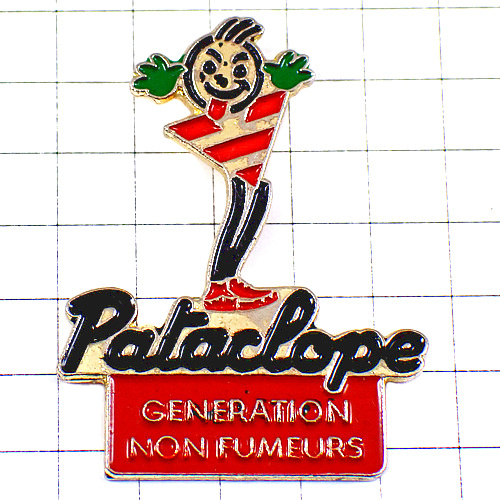 Pataclope
GENERATION
NON FUMEURS